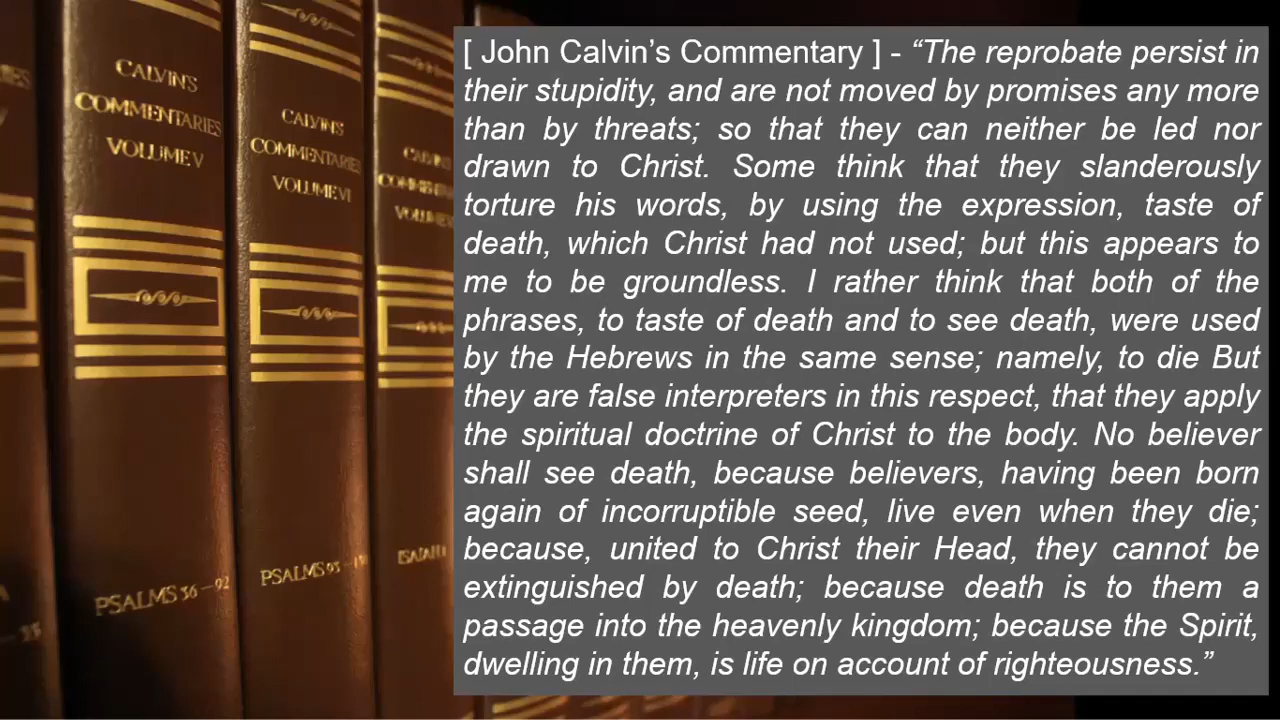 CALVIN'S
COMMENTARIES
VOLUME V
PSALMS 36–92
CALVIN'S
COMMENTARIES
VOLUME VI
PSALMS 93–
ISAIAH
[ John Calvin’s Commentary ] - “The reprobate persist in
their stupidity, and are not moved by promises any more
than by threats; so that they can neither be led nor
drawn to Christ. Some think that they slanderously
torture his words, by using the expression, taste of
death, which Christ had not used; but this appears to
me to be groundless. I rather think that both of the
phrases, to taste of death and to see death, were used
by the Hebrews in the same sense; namely, to die But
they are false interpreters in this respect, that they apply
the spiritual doctrine of Christ to the body. No believer
shall see death, because believers, having been born
again of incorruptible seed, live even when they die;
because, united to Christ their Head, they cannot be
extinguished by death; because death is to them a
passage into the heavenly kingdom; because the Spirit,
dwelling in them, is life on account of righteousness.”